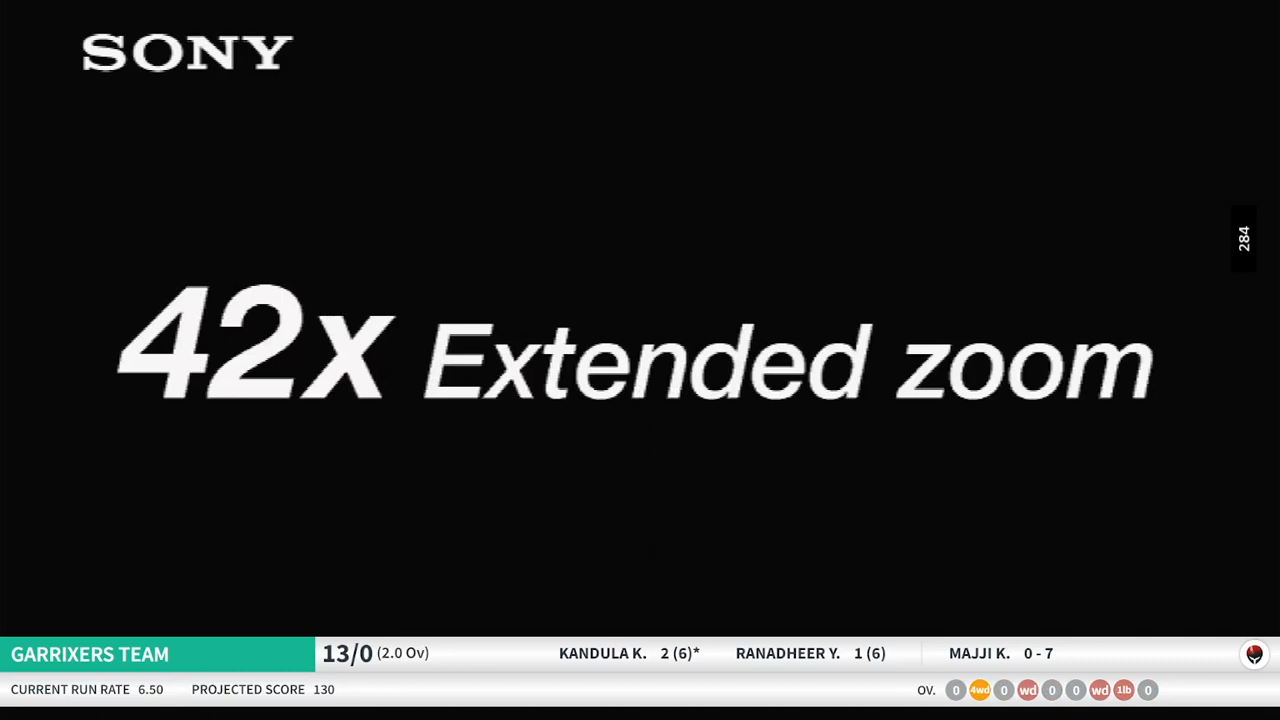 SONY
284
42x Extended zoom
GARRIXERS TEAM 13/0 (2.0 Ov) KANDULA K. 2 (6)* RANADHEER Y. 1 (6) MAJJI K. 0 - 7
CURRENT RUN RATE 6.50 PROJECTED SCORE 130 OV. 0 4wd 0 wd 0 0 wd 1lb 0